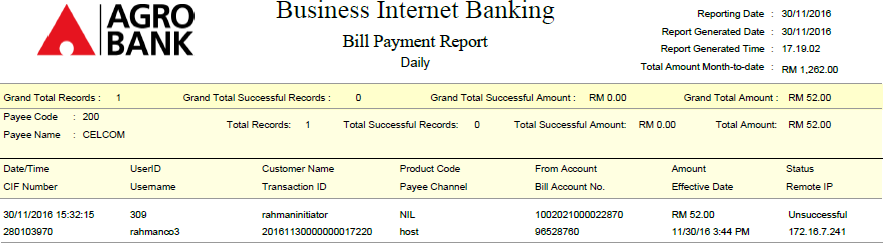 AGRO
BANK
Business Internet Banking
Bill Payment Report
Daily
Reporting Date : 30/11/2016
Report Generated Date : 30/11/2016
Report Generated Time : 17.19.02
Total Amount Month-to-date : RM 1,262.00
Grand Total Records : 1 Grand Total Successful Records : 0 Grand Total Successful Amount : RM 0.00 Grand Total Amount : RM 52.00
Payee Code : 200
Total Records: 1 Total Successful Records: 0 Total Successful Amount: RM 0.00 Total Amount: RM 52.00
Payee Name : CELCOM
Date/Time UserID Customer Name Product Code From Account Amount Status
CIF Number Username Transaction ID Payee Channel Bill Account No. Effective Date Remote IP
30/11/2016 15:32:15 309 rahmaninitiator NIL 1002021000022870 RM 52.00 Unsuccessful
280103970 rahmanco3 20161130000000017220 host 96528760 11/30/16 3:44 PM 172.16.7.241